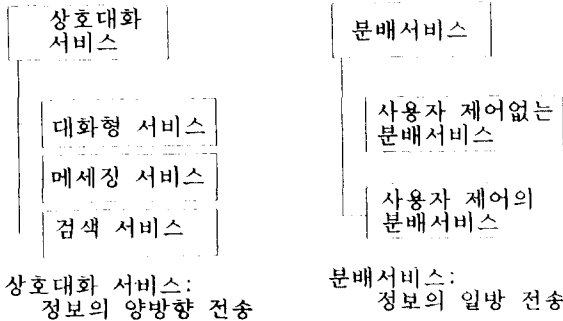 상호대화
서비스
대화형 서비스
메세징 서비스
검색 서비스
상호대화 서비스:
정보의 양방향 전송
분배서비스
사용자 제어없는
분배서비스
사용자 제어의
분배서비스
분배서비스:
정보의 일방 전송